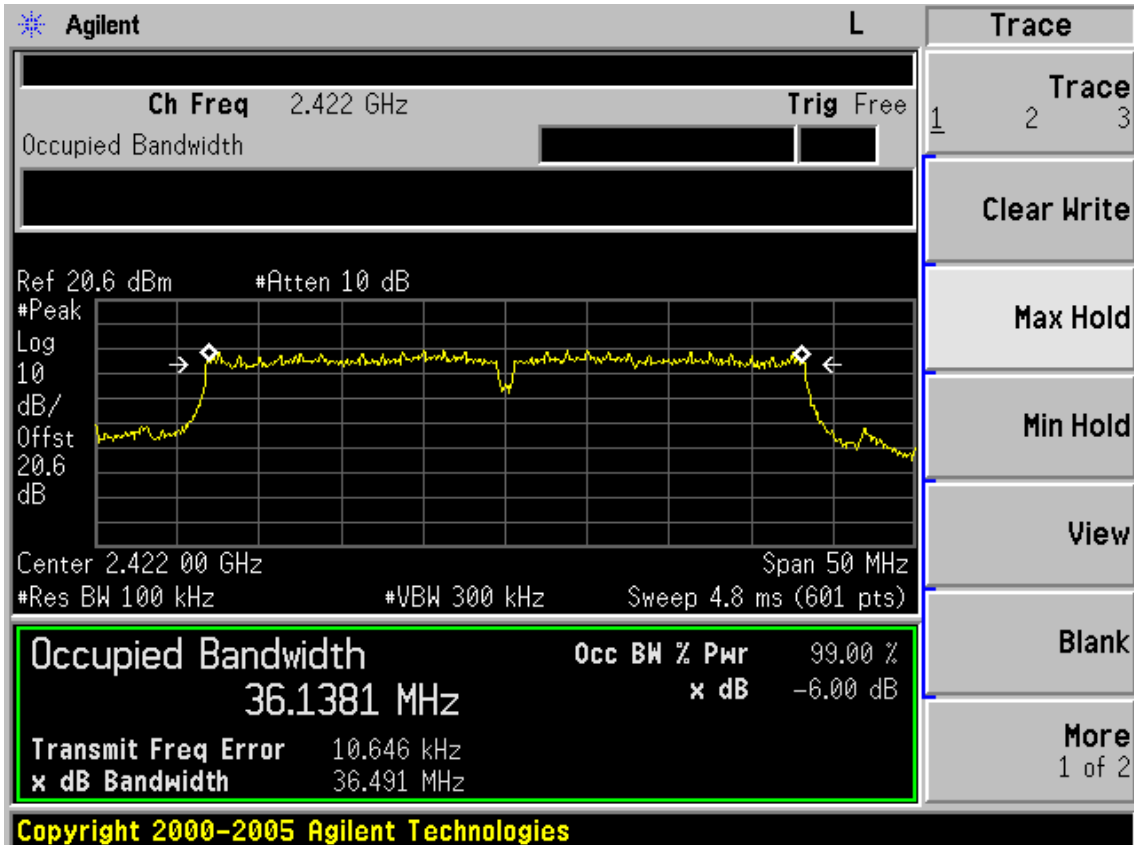 Agilent
L
Trace
Ch Freq 2.422 GHz
Trig Free
Occupied Bandwidth
Ref 20.6 dBm
#Atten 10 dB
#Peak
Log
10
dB/
Offst
20.6
dB
Center 2.422 00 GHz
Span 50 MHz
#Res BW 100 kHz
#VBW 300 kHz
Sweep 4.8 ms (601 pts)
Occupied Bandwidth
36.1381 MHz
Occ BW % Pwr 99.00 %
x dB -6.00 dB
Transmit Freq Error 10.646 kHz
x dB Bandwidth 36.491 MHz
Trace
1 2 3
Clear Write
Max Hold
Min Hold
View
Blank
More
1 of 2
Copyright 2000-2005 Agilent Technologies